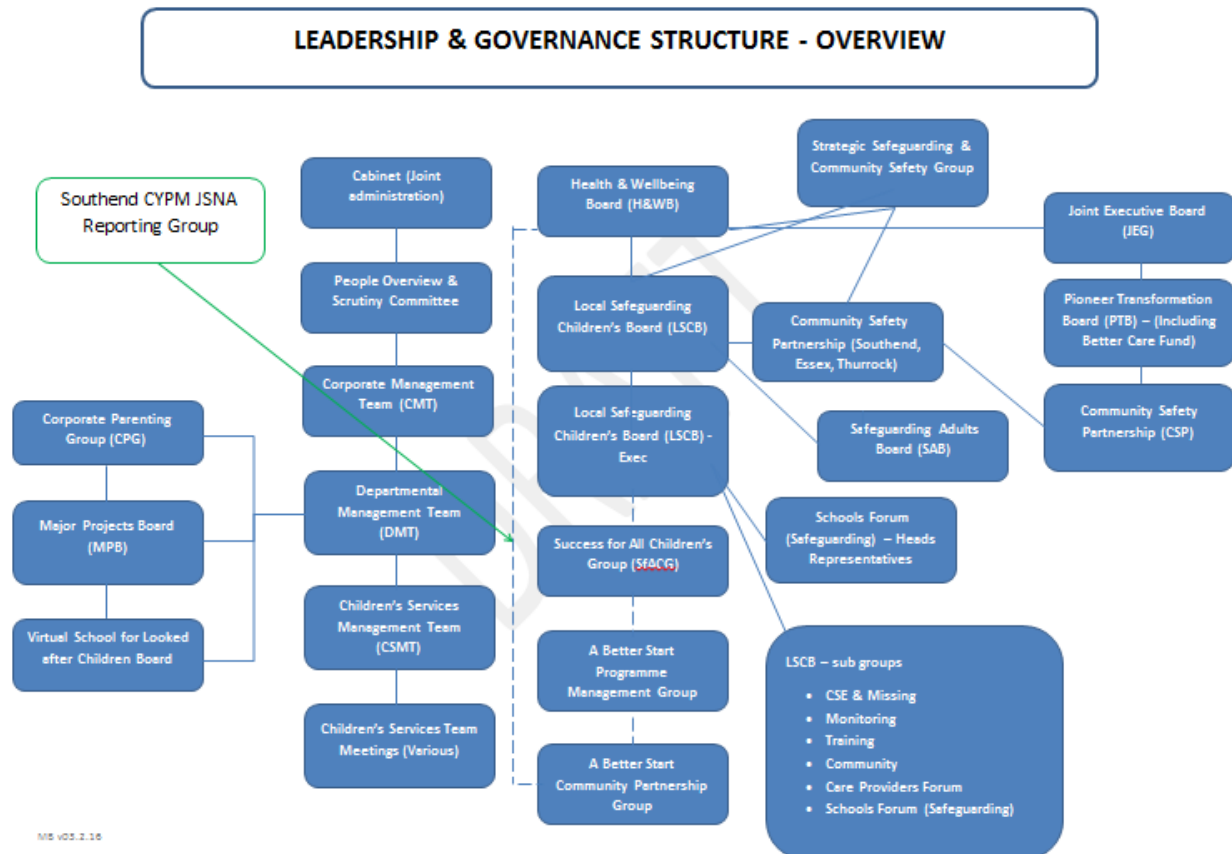 LEADERSHIP & GOVERNANCE STRUCTURE - OVERVIEW
Southend CYPM JSNA
Reporting Group
Cabinet (Joint
administration)
People Overview &
Scrutiny Committee
Corporate Management
Team (CMT)
Departmental
Management Team
(DMT)
Children's Services
Management Team
(CSMT)
Children's Services Team
Meetings (Various)
Corporate Parenting
Group (CPG)
Major Projects Board
(MPB)
Virtual School for Looked
after Children Board
Health & Wellbeing
Board (H&WB)
Local Safeguarding
Children's Board (LSCB)
Local Safeguarding
Children's Board (LSCB) -
Exec
Success for All Children's
Group (SfACG)
A Better Start
Programme
Management Group
A Better Start
Community Partnership
Group
Strategic Safeguarding &
Community Safety Group
Community Safety
Partnership (Southend,
Essex, Thurrock)
Safeguarding Adults
Board (SAB)
Schools Forum
(Safeguarding) – Heads
Representatives
LSCB – sub groups
• CSE & Missing
• Monitoring
• Training
• Community
• Care Providers Forum
• Schools Forum (Safeguarding)
Joint Executive Board
(JEG)
Pioneer Transformation
Board (PTB) – (Including
Better Care Fund)
Community Safety
Partnership (CSP)
DRAFT